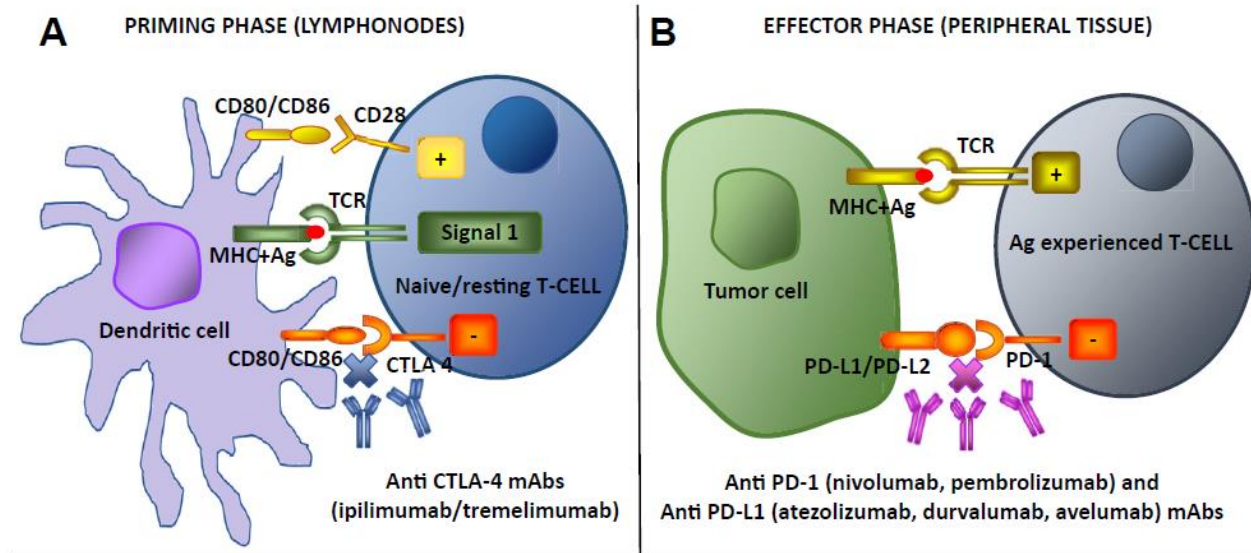 A
PRIMING PHASE (LYMPHONODES)
CD80/CD86
CD28
+
TCR
MHC+Ag
Signal 1
Naive/resting T-CELL
Dendritic cell
CD80/CD86
CTLA 4
-
Anti CTLA-4 mAbs
(ipilimumab/tremelimumab)
B
EFFECTOR PHASE (PERIPHERAL TISSUE)
TCR
+
MHC+Ag
Ag experienced T-CELL
Tumor cell
PD-L1/PD-L2
PD-1
-
Anti PD-1 (nivolumab, pembrolizumab) and
Anti PD-L1 (atezolizumab, durvalumab, avelumab) mAbs